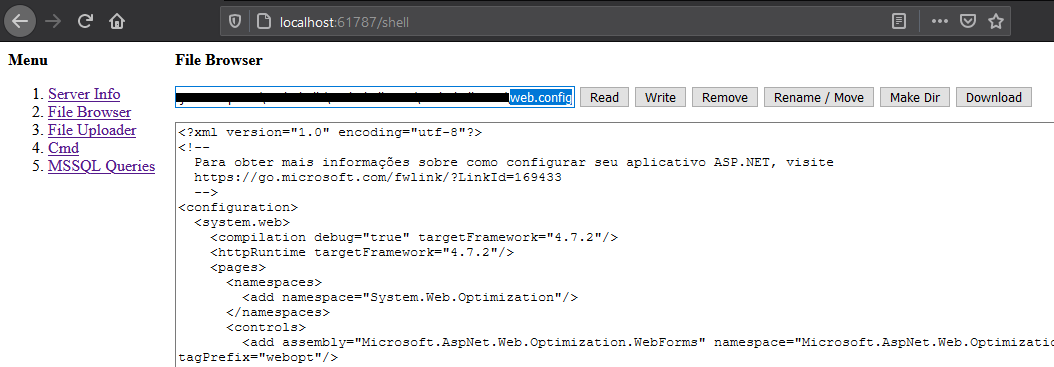 localhost:61787/shell
Menu
1. Server Info
2. File Browser
3. File Uploader
4. Cmd
5. MSSQL Queries
File Browser
web.config Read Write Remove Rename / Move Make Dir Download
<?xml version="1.0" encoding="utf-8"?>
<!--
Para obter mais informações sobre como configurar seu aplicativo ASP.NET, visite
https://go.microsoft.com/fwlink/?LinkId=169433
-->
<configuration>
<system.web>
<compilation debug="true" targetFramework="4.7.2"/>
<httpRuntime targetFramework="4.7.2"/>
<pages>
<namespaces>
<add namespace="System.Web.Optimization"/>
</namespaces>
<controls>
<add assembly="Microsoft.AspNet.Web.Optimization.WebForms" namespace="Microsoft.AspNet.Web.Optimizatio
tagPrefix="webopt"/>